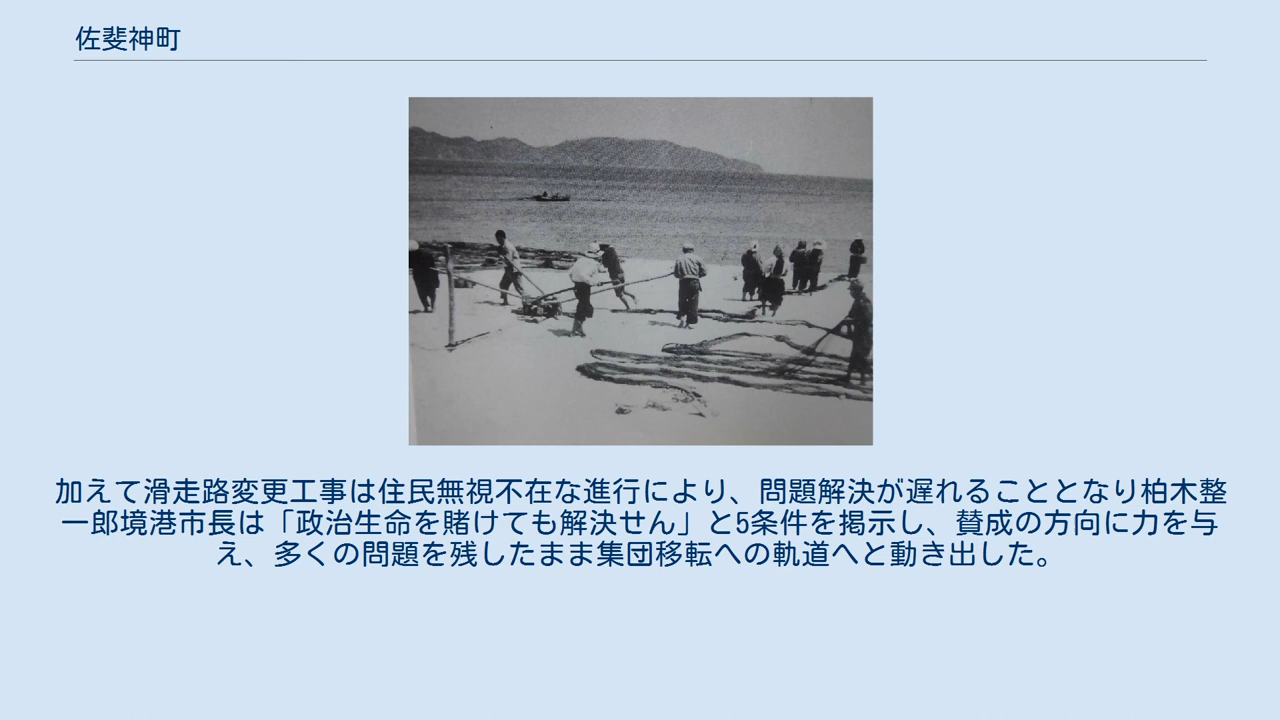 佐斐神町
加えて滑走路変更工事は住民無視不在な進行により、問題解決が遅れることとなり柏木整
一郎境港市長は「政治生命を賭けても解決せん」と5条件を掲示し、賛成の方向に力を与
え、多くの問題を残したまま集団移転への軌道へと動き出した。